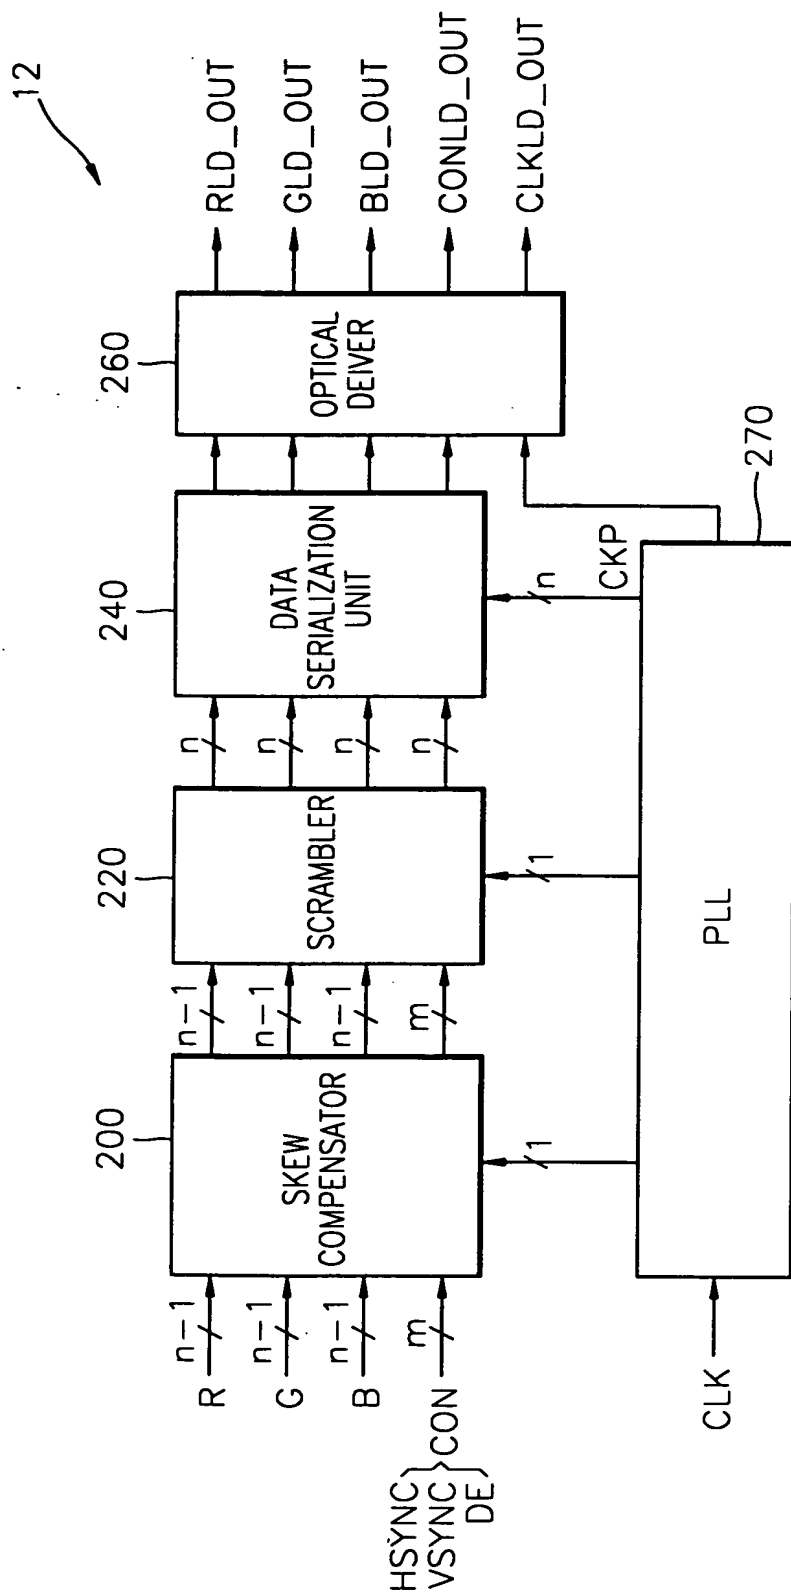 12
200
220
240
260
R
n-1
G
n-1
B
n-1
HSYNC
VSYNC
DE
CON
m
SKEW
COMPENSATOR
n-1
n-1
n-1
m
SCRAMBLER
n
n
n
n
DATA
SERIALIZATION
UNIT
OPTICAL
DEIVER
RLD_OUT
GLD_OUT
BLD_OUT
CONLD_OUT
CLKLD_OUT
1
1
n
CKP
CLK
PLL
270